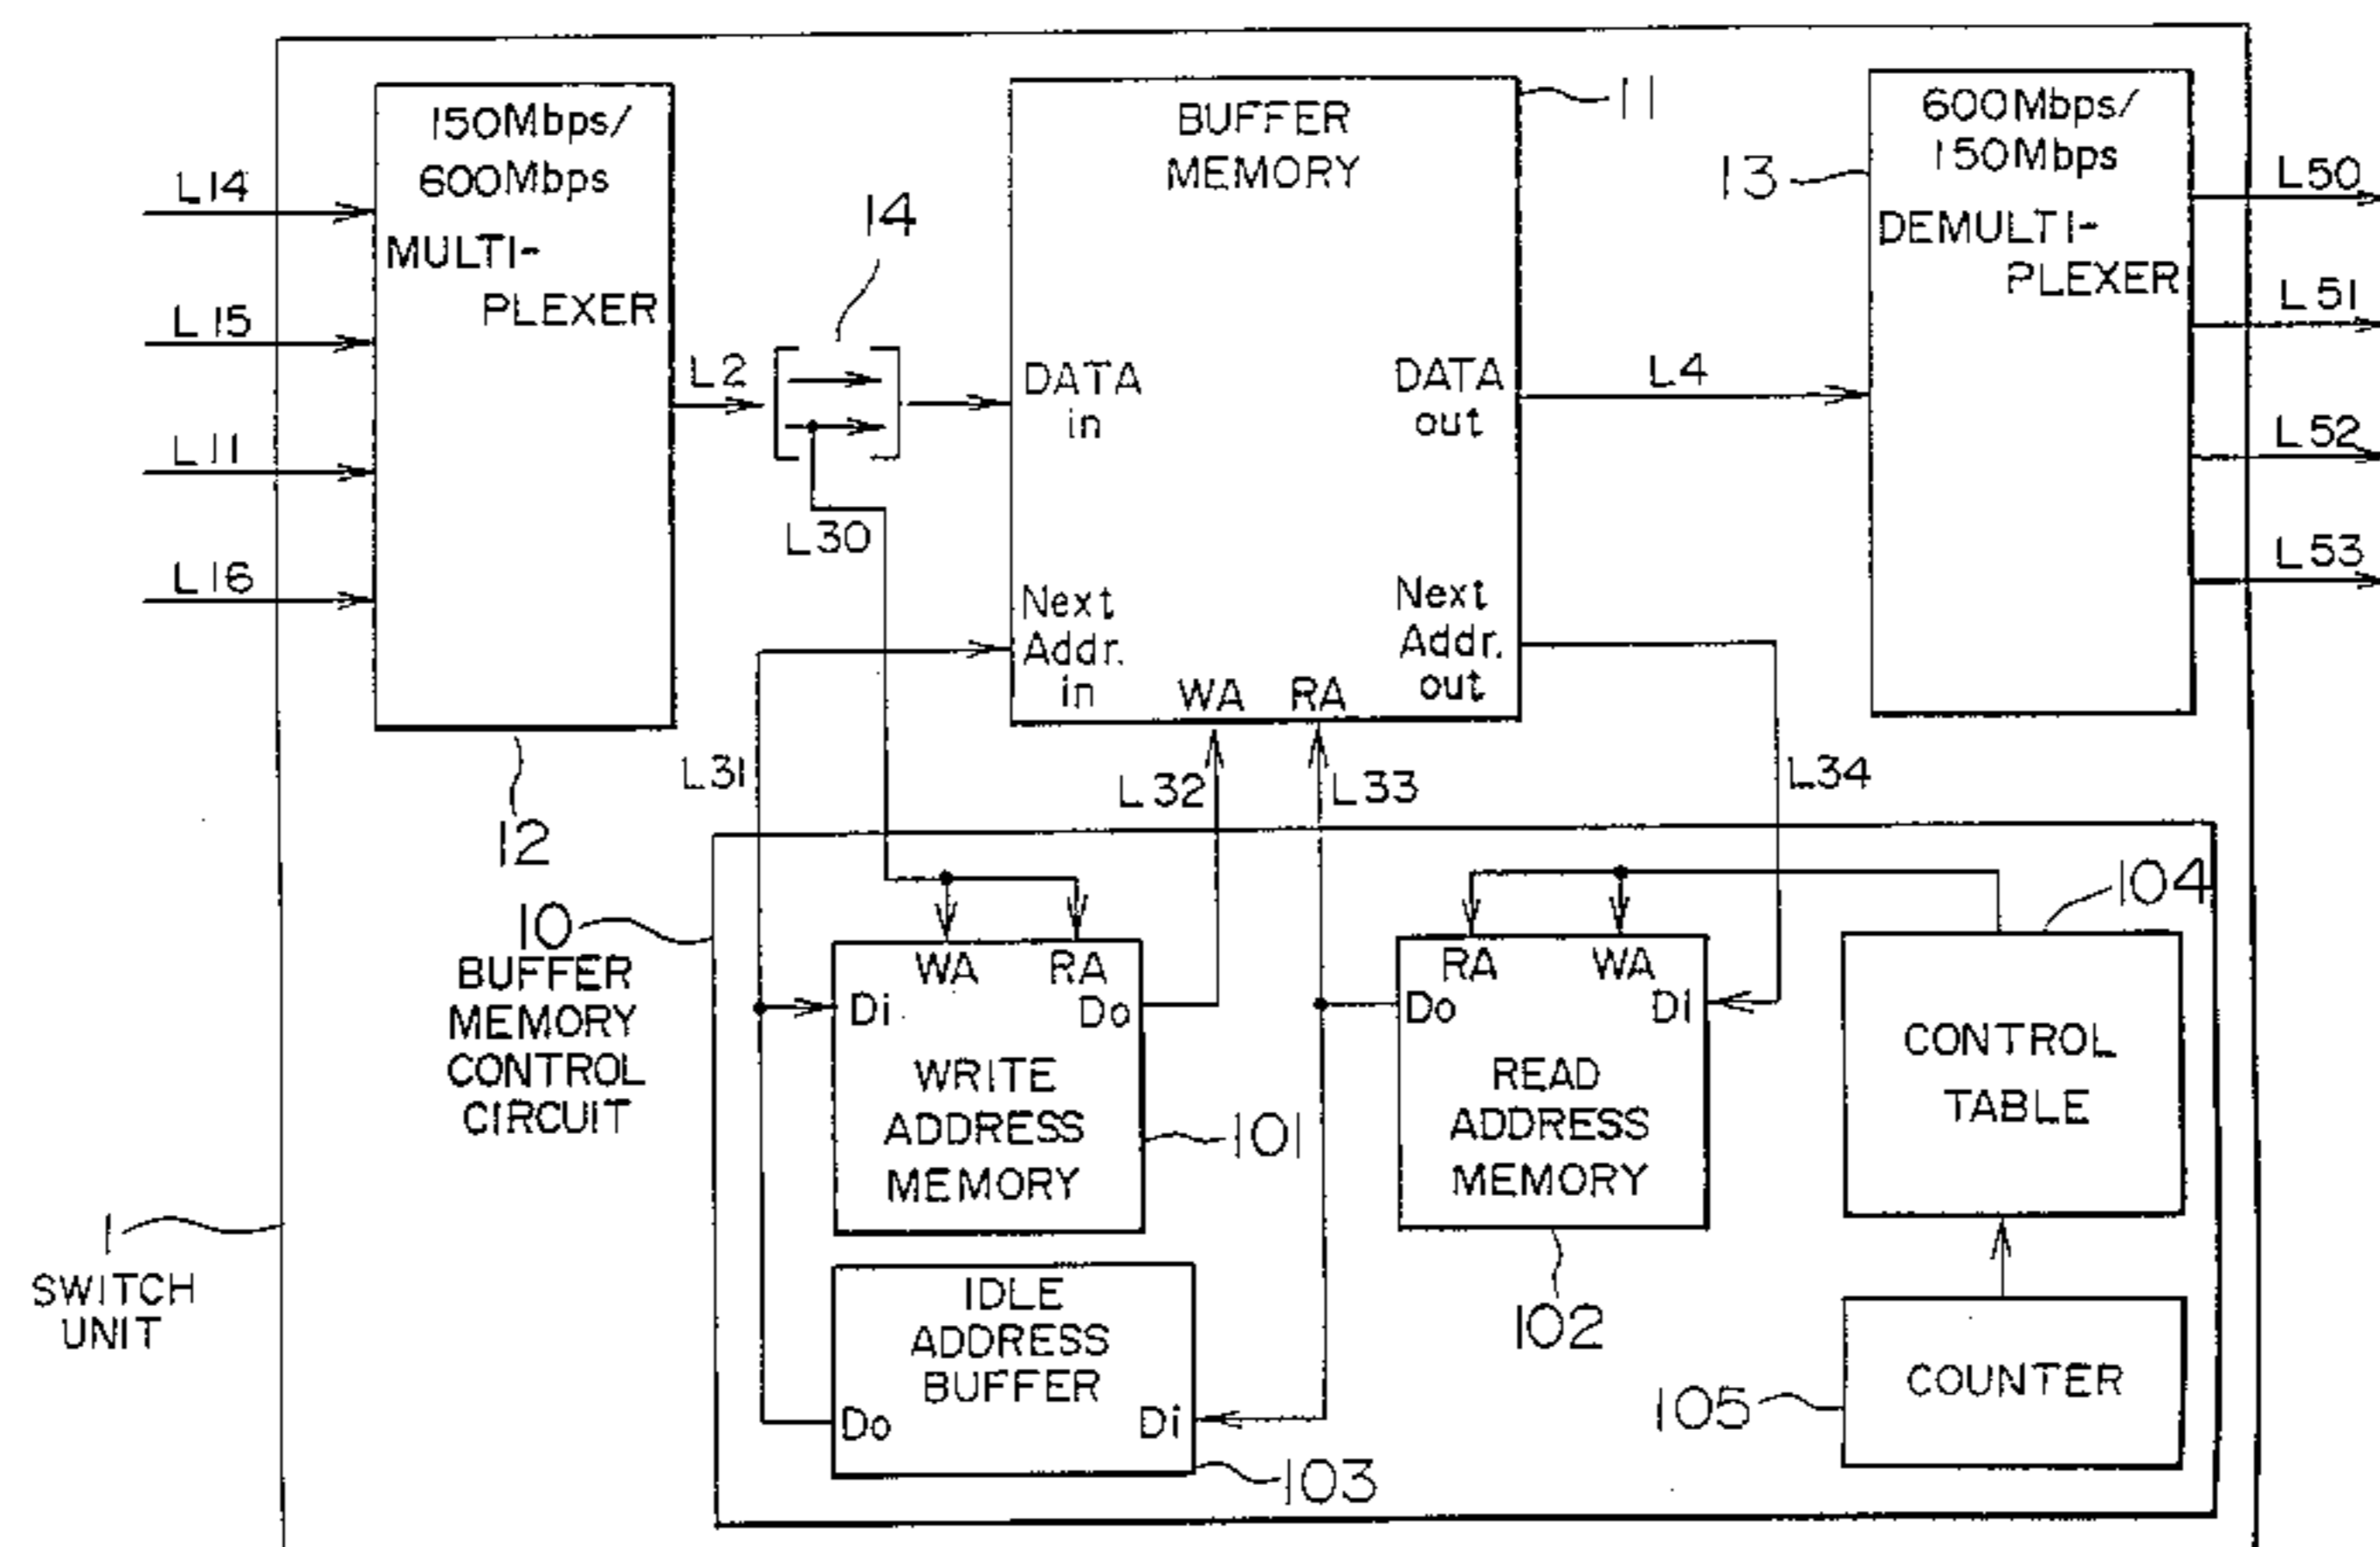 150Mbps/
600Mbps
MULTI-
PLEXER
L14
L15
L11
L16
12
L2
14
L30
BUFFER
MEMORY
11
DATA
in
DATA
out
Next
Addr.
in
Next
Addr.
out
WA RA
L4
600Mbps/
150Mbps
DEMULTI-
PLEXER
13
L50
L51
L52
L53
L31
L32
L33
L34
10
BUFFER
MEMORY
CONTROL
CIRCUIT
WA RA
Di Do
WRITE
ADDRESS
MEMORY
101
RA WA
Do Di
READ
ADDRESS
MEMORY
102
104
CONTROL
TABLE
IDLE
ADDRESS
BUFFER
Do Di
103
COUNTER
105
1
SWITCH
UNIT